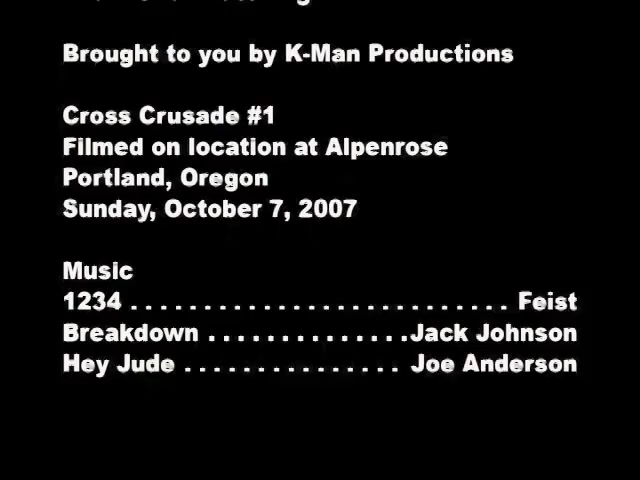 Brought to you by K-Man Productions
Cross Crusade #1
Filmed on location at Alpenrose
Portland, Oregon
Sunday, October 7, 2007
Music
1234 . . . . . . . . . . . . . . . . . . . . . . . . . . Feist
Breakdown . . . . . . . . . . . . . .Jack Johnson
Hey Jude . . . . . . . . . . . . . . . Joe Anderson